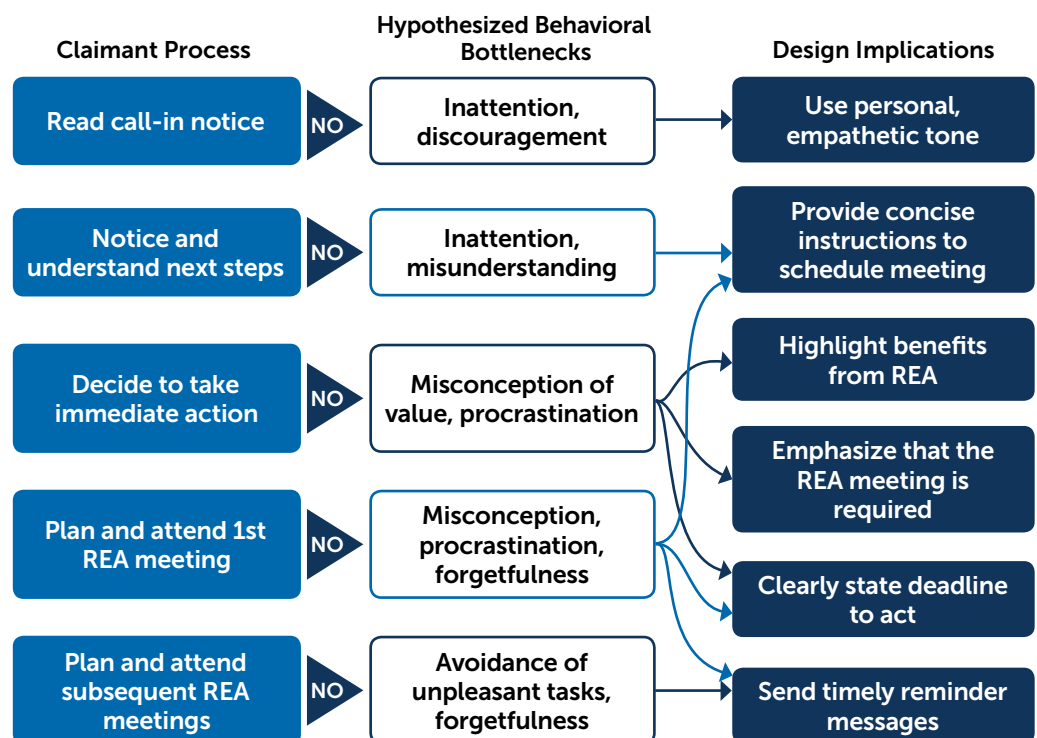 Claimant Process
Hypothesized Behavioral
Bottlenecks
Design Implications
Read call-in notice
NO
Inattention,
discouragement
Use personal,
empathetic tone
Notice and
understand next steps
NO
Inattention,
misunderstanding
Provide concise
instructions to
schedule meeting
Decide to take
immediate action
NO
Misconception of
value, procrastination
Highlight benefits
from REA
Emphasize that the
REA meeting is
required
Plan and attend 1st
REA meeting
NO
Misconception,
procrastination,
forgetfulness
Clearly state deadline
to act
Plan and attend
subsequent REA
meetings
NO
Avoidance of
unpleasant tasks,
forgetfulness
Send timely reminder
messages